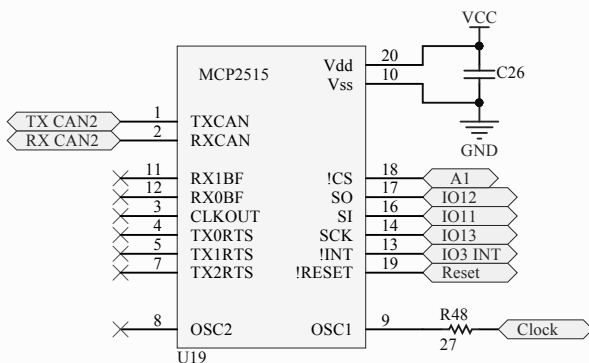 VCC
20
Vdd
MCP2515
10
C26
Vss
1
TX CAN2
TXCAN
2
RX CAN2
RXCAN
GND
11
RX1BF
!CS
18
A1
12
RX0BF
SO
17
IO12
3
CLKOUT
SI
16
IO11
4
TX0RTS
SCK
14
IO13
5
TX1RTS
!INT
13
IO3 INT
7
TX2RTS
!RESET
19
Reset
8
OSC2
OSC1
9
R48
Clock
27
U19